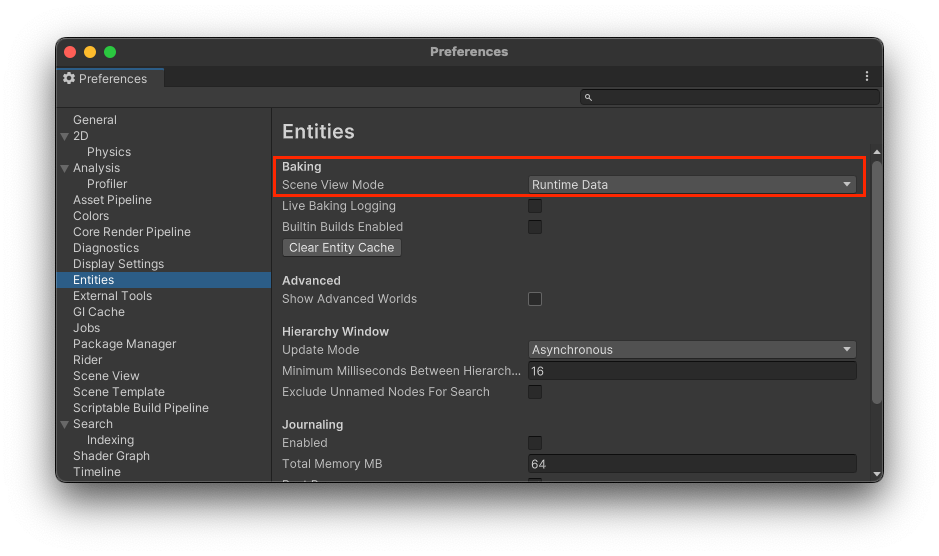 Preferences
Preferences
General
2D
Physics
Analysis
Profiler
Asset Pipeline
Colors
Core Render Pipeline
Diagnostics
Display Settings
Entities
External Tools
GI Cache
Jobs
Package Manager
Rider
Scene View
Scene Template
Scriptable Build Pipeline
Search
Indexing
Shader Graph
Timeline
Entities
Baking
Scene View Mode Runtime Data
Live Baking Logging
Builtin Builds Enabled
Clear Entity Cache
Advanced
Show Advanced Worlds
Hierarchy Window
Update Mode Asynchronous
Minimum Milliseconds Between Hierarch... 16
Exclude Unnamed Nodes For Search
Journaling
Enabled
Total Memory MB 64